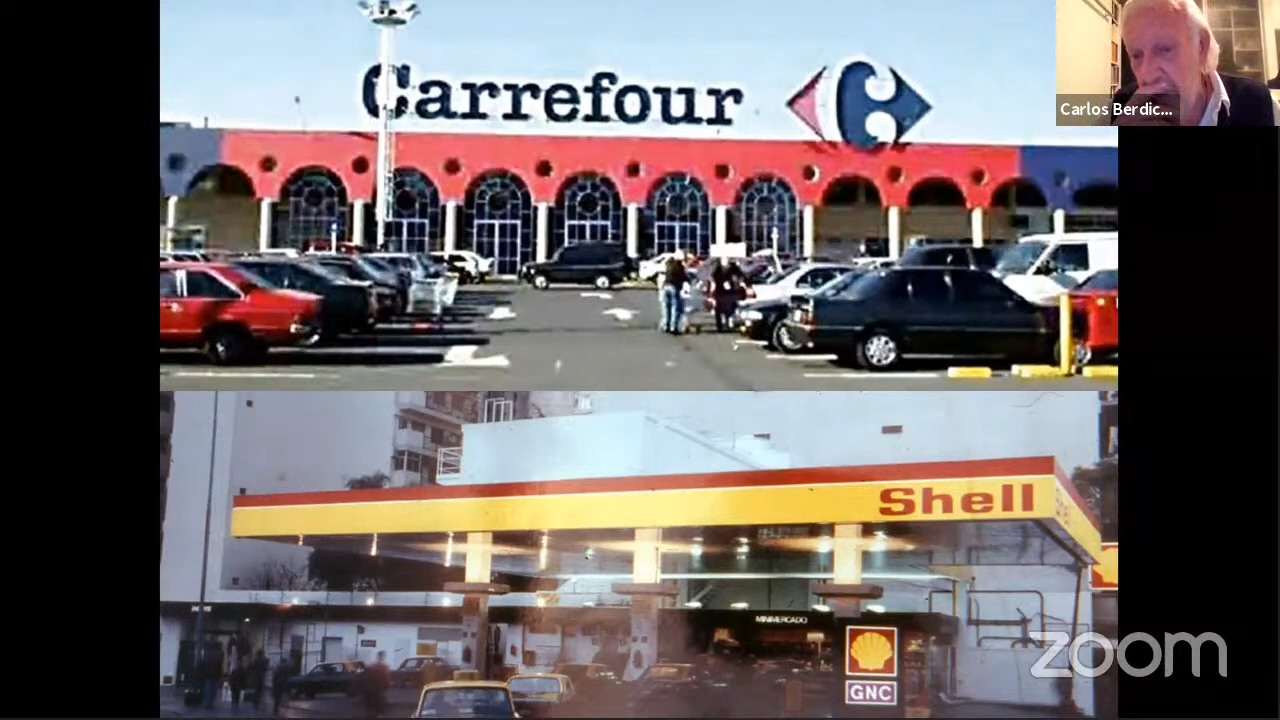 Carrefour
Carlos Berdic...
Shell
MINIMERCADO
GNC
zoom